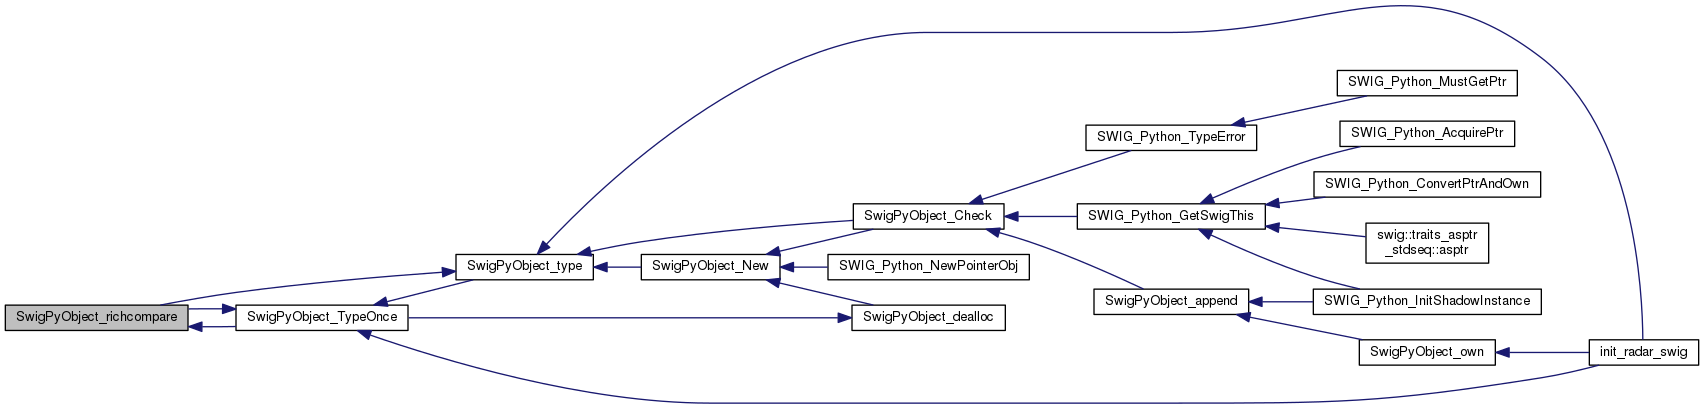 SWIG_Python_MustGetPtr
SWIG_Python_TypeError
SWIG_Python_AcquirePtr
SWIG_Python_ConvertPtrAndOwn
SwigPyObject_Check
SWIG_Python_GetSwigThis
swig::traits_asptr
_stdseq::asptr
SwigPyObject_type
SwigPyObject_New
SWIG_Python_NewPointerObj
SwigPyObject_append
SWIG_Python_InitShadowInstance
SwigPyObject_richcompare
SwigPyObject_TypeOnce
SwigPyObject_dealloc
SwigPyObject_own
init_radar_swig